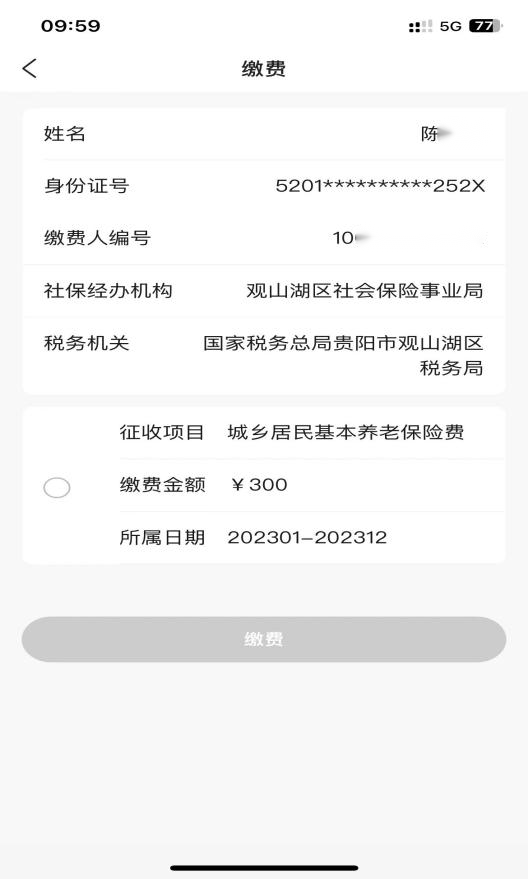 09:59
5G 77
缴费
姓名 陈
身份证号 5201**********252X
缴费人编号 10
社保经办机构 观山湖区社会保险事业局
税务机关 国家税务总局贵阳市观山湖区
税务局
征收项目 城乡居民基本养老保险费
缴费金额 ¥300
所属日期 202301-202312
缴费